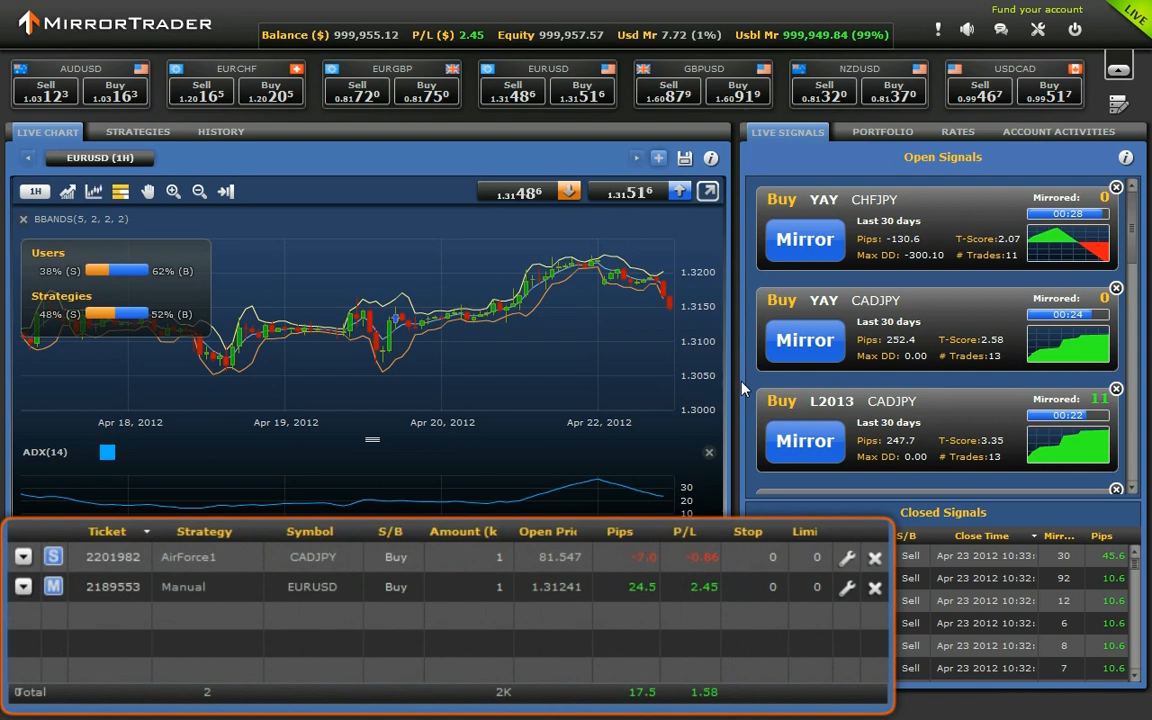 MIRRORTRADER
Fund your account
LIVE
Balance ($) 999,955.12 P/L ($) 2.45 Equity 999,957.57 Usd Mr 7.72 (1%) Usbl Mr 999,949.84 (99%)
AUDUSD EURCHF EURGBP EURUSD GBPUSD NZDUSD USDCAD
Sell Buy Sell Buy Sell Buy Sell Buy Sell Buy Sell Buy Sell Buy
1.03123 1.03163 1.20165 1.20205 0.81720 0.81750 1.31486 1.31516 1.60879 1.60919 0.81320 0.81370 0.99467 0.99517
LIVE CHART STRATEGIES HISTORY
EURUSD (1H)
1H
1.31486 1.31516
BBANDS(5, 2, 2, 2)
Users
38% (S) 62% (B)
Strategies
48% (S) 52% (B)
1.3200
1.3150
1.3100
1.3050
1.3000
Apr 18, 2012 Apr 19, 2012 Apr 20, 2012 Apr 22, 2012
ADX(14)
30
20
10
LIVE SIGNALS PORTFOLIO RATES ACCOUNT ACTIVITIES
Open Signals
Buy YAY CHFJPY Mirrored: 0
00:28
Mirror
Last 30 days
Pips: -130.6 T-Score:2.07
Max DD: -300.10 # Trades:11
Buy YAY CADJPY Mirrored: 0
00:24
Mirror
Last 30 days
Pips: 252.4 T-Score:2.58
Max DD: 0.00 # Trades:13
Buy L2013 CADJPY Mirrored: 11
00:22
Mirror
Last 30 days
Pips: 247.7 T-Score:3.35
Max DD: 0.00 # Trades:13
Closed Signals
S/B Close Time Mirr... Pips
Sell Apr 23 2012 10:33: 30 45.6
Sell Apr 23 2012 10:32: 92 10.6
Sell Apr 23 2012 10:32: 12 10.6
Sell Apr 23 2012 10:32: 6 10.6
Sell Apr 23 2012 10:32: 8 10.6
Sell Apr 23 2012 10:32: 7 10.6
Ticket Strategy Symbol S/B Amount (k Open Pric Pips P/L Stop Limi
S 2201982 AirForce1 CADJPY Buy 1 81.547 -7.0 -0.86 0 0
M 2189553 Manual EURUSD Buy 1 1.31241 24.5 2.45 0 0
Total 2 2K 17.5 1.58